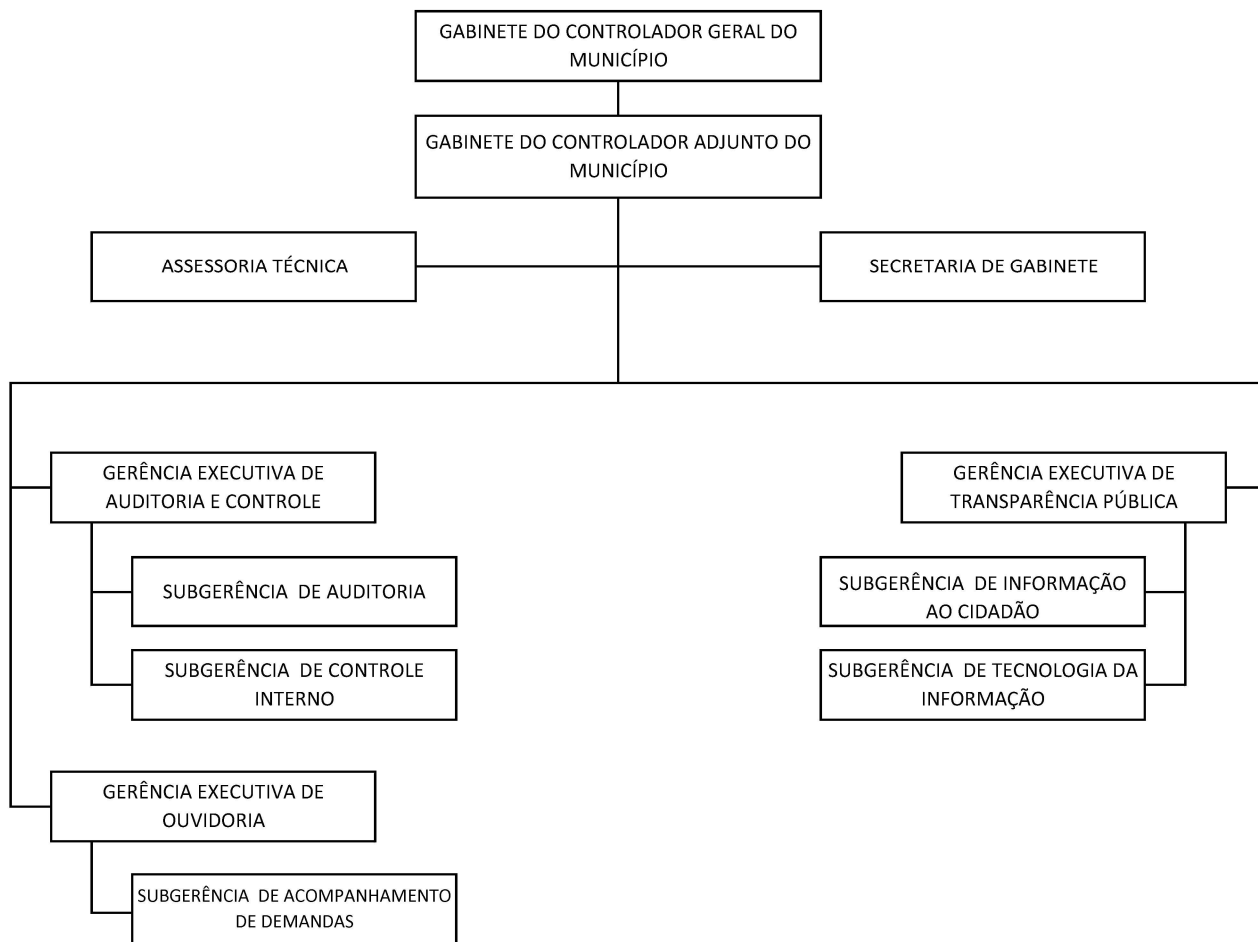 GABINETE DO CONTROLADOR GERAL DO
MUNICÍPIO
GABINETE DO CONTROLADOR ADJUNTO DO
MUNICÍPIO
ASSESSORIA TÉCNICA
SECRETARIA DE GABINETE
GERÊNCIA EXECUTIVA DE
AUDITORIA E CONTROLE
SUBGERÊNCIA DE AUDITORIA
SUBGERÊNCIA DE CONTROLE
INTERNO
GERÊNCIA EXECUTIVA DE
OUVIDORIA
SUBGERÊNCIA DE ACOMPANHAMENTO
DE DEMANDAS
GERÊNCIA EXECUTIVA DE
TRANSPARÊNCIA PÚBLICA
SUBGERÊNCIA DE INFORMAÇÃO
AO CIDADÃO
SUBGERÊNCIA DE TECNOLOGIA DA
INFORMAÇÃO